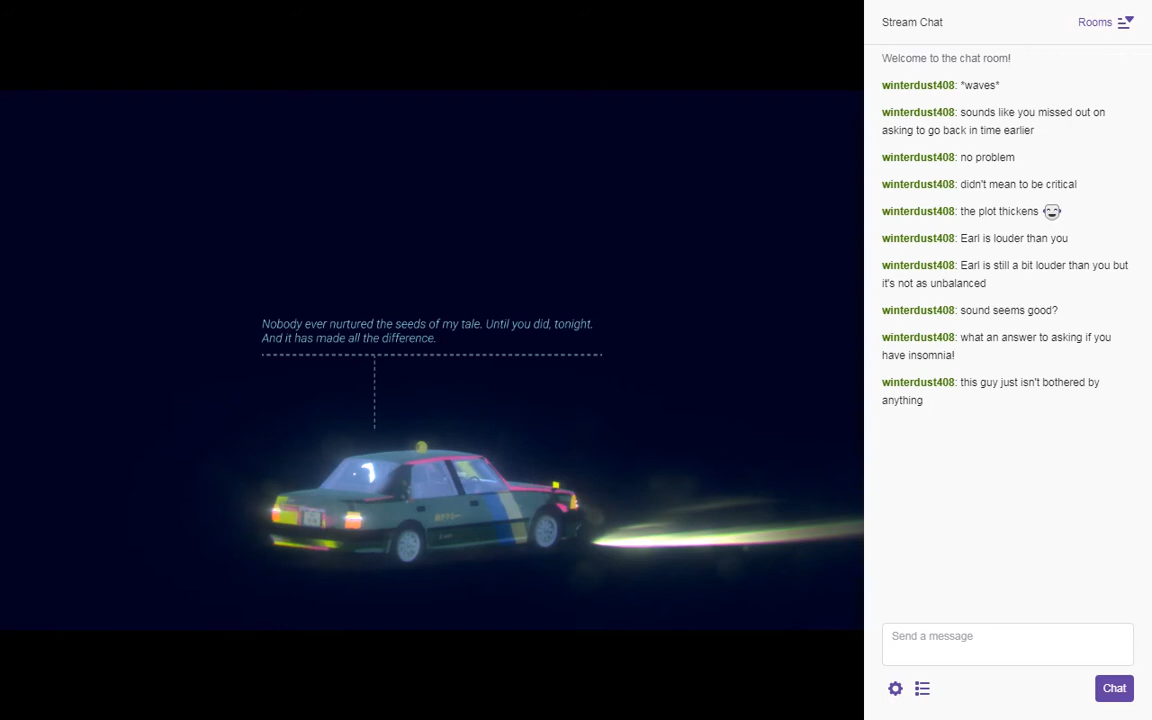 Nobody ever nurtured the seeds of my tale. Until you did, tonight.
And it has made all the difference.
Stream Chat
Rooms
Welcome to the chat room!
winterdust408: *waves*
winterdust408: sounds like you missed out on
asking to go back in time earlier
winterdust408: no problem
winterdust408: didn't mean to be critical
winterdust408: the plot thickens
winterdust408: Earl is louder than you
winterdust408: Earl is still a bit louder than you but
it's not as unbalanced
winterdust408: sound seems good?
winterdust408: what an answer to asking if you
have insomnia!
winterdust408: this guy just isn't bothered by
anything
Send a message
Chat